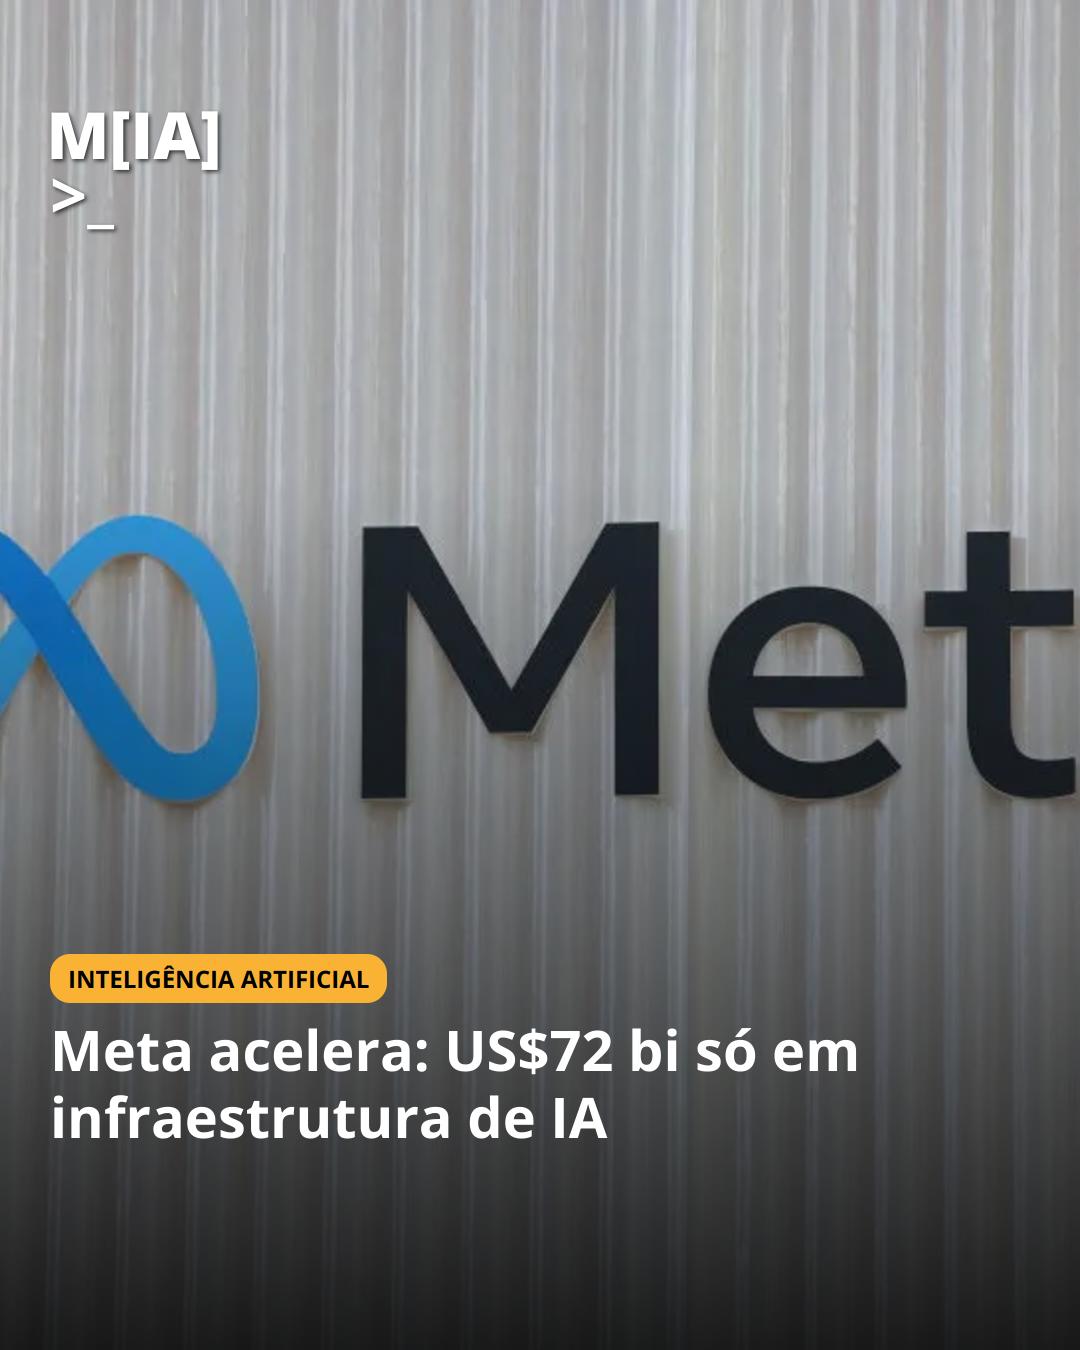 M[IA]
>_
Met
INTELIGÊNCIA ARTIFICIAL
Meta acelera: US$72 bi só em
infraestrutura de IA